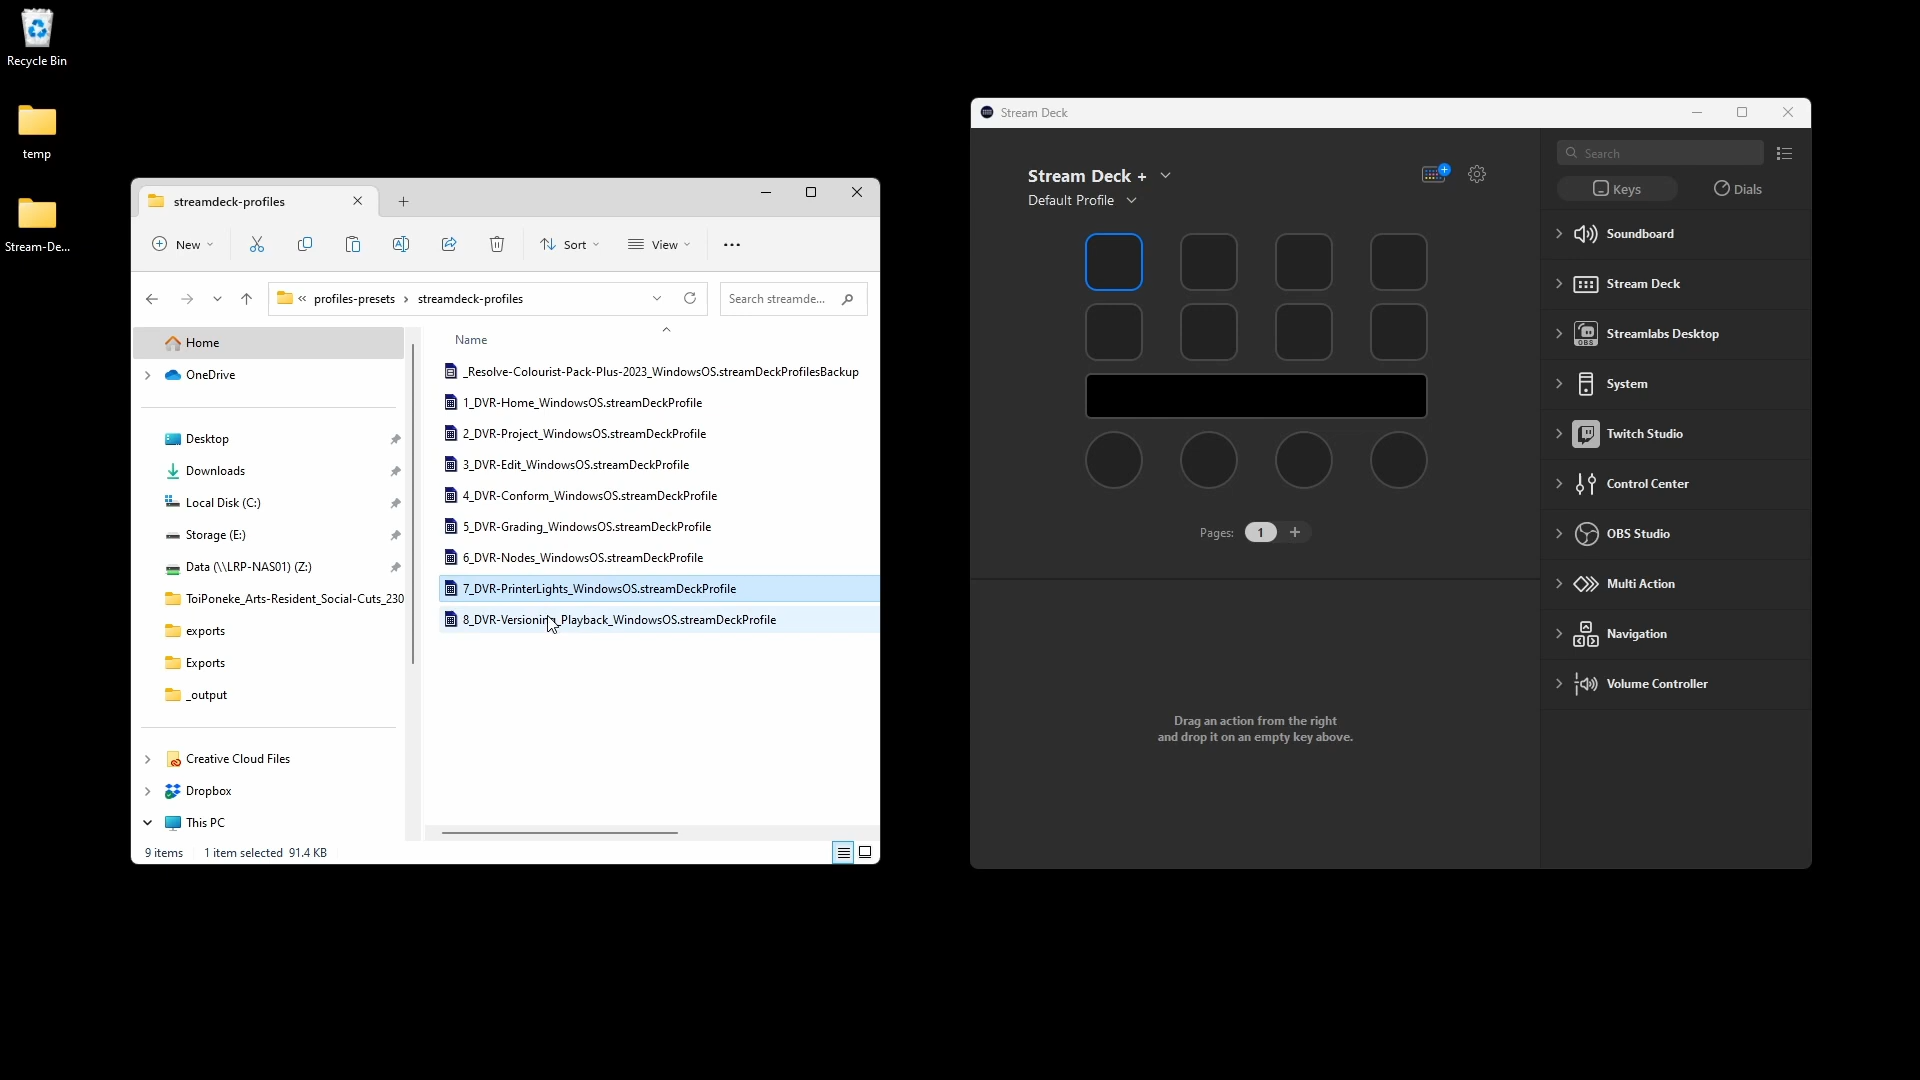 Recycle Bin
temp
Stream-De...
streamdeck-profiles
New
Sort
View
« profiles-presets › streamdeck-profiles
Search streamde...
Home
OneDrive
Desktop
Downloads
Local Disk (C:)
Storage (E:)
Data (\\LRP-NAS01) (Z:)
ToiPoneke_Arts-Resident_Social-Cuts_230
exports
Exports
_output
Creative Cloud Files
Dropbox
This PC
Name
_Resolve-Colourist-Pack-Plus-2023_WindowsOS.streamDeckProfilesBackup
1_DVR-Home_WindowsOS.streamDeckProfile
2_DVR-Project_WindowsOS.streamDeckProfile
3_DVR-Edit_WindowsOS.streamDeckProfile
4_DVR-Conform_WindowsOS.streamDeckProfile
5_DVR-Grading_WindowsOS.streamDeckProfile
6_DVR-Nodes_WindowsOS.streamDeckProfile
7_DVR-PrinterLights_WindowsOS.streamDeckProfile
8_DVR-Versioning_Playback_WindowsOS.streamDeckProfile
9 items 1 item selected 91.4 KB
Stream Deck
Stream Deck +
Default Profile
Pages: 1 +
Drag an action from the right
and drop it on an empty key above.
Search
Keys
Dials
Soundboard
Stream Deck
OBS
Streamlabs Desktop
System
Twitch Studio
Control Center
OBS Studio
Multi Action
Navigation
Volume Controller